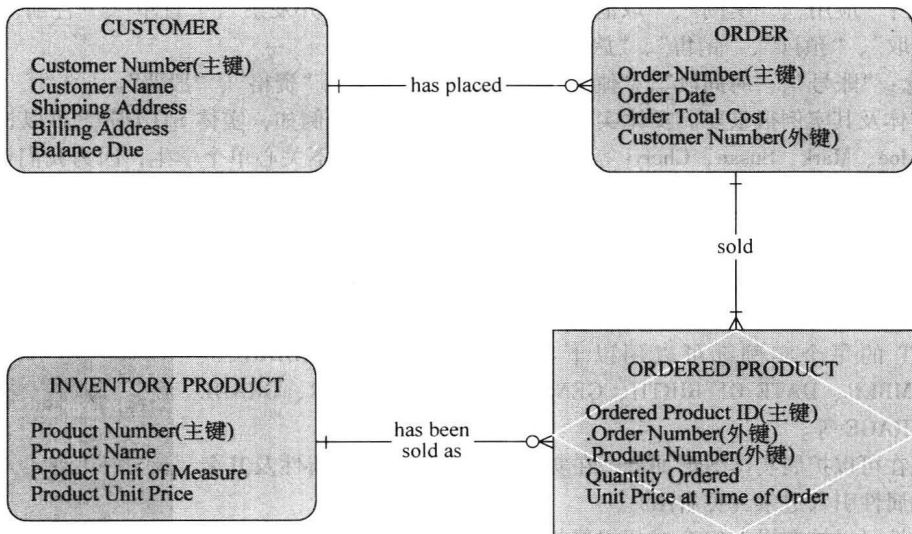 CUSTOMER
Customer Number(主键)
Customer Name
Shipping Address
Billing Address
Balance Due
has placed
ORDER
Order Number(主键)
Order Date
Order Total Cost
Customer Number(外键)
sold
INVENTORY PRODUCT
Product Number(主键)
Product Name
Product Unit of Measure
Product Unit Price
has been
sold as
ORDERED PRODUCT
Ordered Product ID(主键)
.Order Number(外键)
.Product Number(外键)
Quantity Ordered
Unit Price at Time of Order